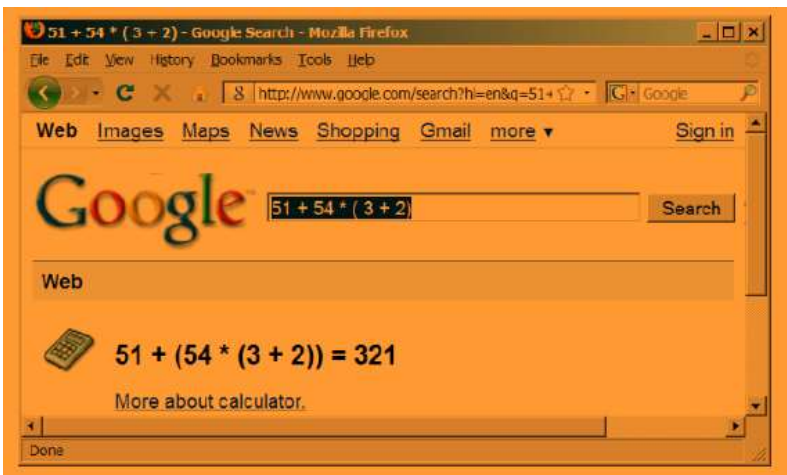 51 + 54 * ( 3 + 2) - Google Search - Mozilla Firefox
File Edit View History Bookmarks Tools Help
http://www.google.com/search?hl=en&q=51+ Google
Web Images Maps News Shopping Gmail more ▼ Sign in
Google™ 51 + 54 * ( 3 + 2) Search
Web
51 + (54 * (3 + 2)) = 321
More about calculator.
Done